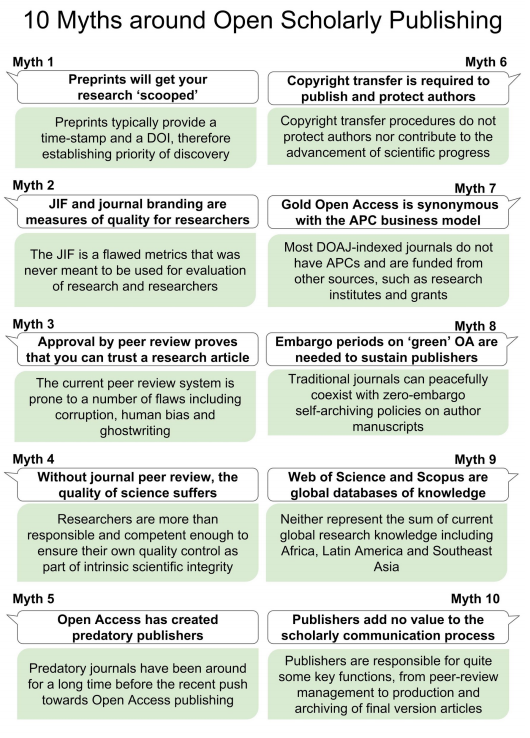 10 Myths around Open Scholarly Publishing
Myth 1
Preprints will get your
research ‘scooped’
Preprints typically provide a
time-stamp and a DOI, therefore
establishing priority of discovery
Myth 2
JIF and journal branding are
measures of quality for researchers
The JIF is a flawed metrics that was
never meant to be used for evaluation
of research and researchers
Myth 3
Approval by peer review proves
that you can trust a research article
The current peer review system is
prone to a number of flaws including
corruption, human bias and
ghostwriting
Myth 4
Without journal peer review, the
quality of science suffers
Researchers are more than
responsible and competent enough to
ensure their own quality control as
part of intrinsic scientific integrity
Myth 5
Open Access has created
predatory publishers
Predatory journals have been around
for a long time before the recent push
towards Open Access publishing
Myth 6
Copyright transfer is required to
publish and protect authors
Copyright transfer procedures do not
protect authors nor contribute to the
advancement of scientific progress
Myth 7
Gold Open Access is synonymous
with the APC business model
Most DOAJ-indexed journals do not
have APCs and are funded from
other sources, such as research
institutes and grants
Myth 8
Embargo periods on ‘green’ OA are
needed to sustain publishers
Traditional journals can peacefully
coexist with zero-embargo
self-archiving policies on author
manuscripts
Myth 9
Web of Science and Scopus are
global databases of knowledge
Neither represent the sum of current
global research knowledge including
Africa, Latin America and Southeast
Asia
Myth 10
Publishers add no value to the
scholarly communication process
Publishers are responsible for quite
some key functions, from peer-review
management to production and
archiving of final version articles